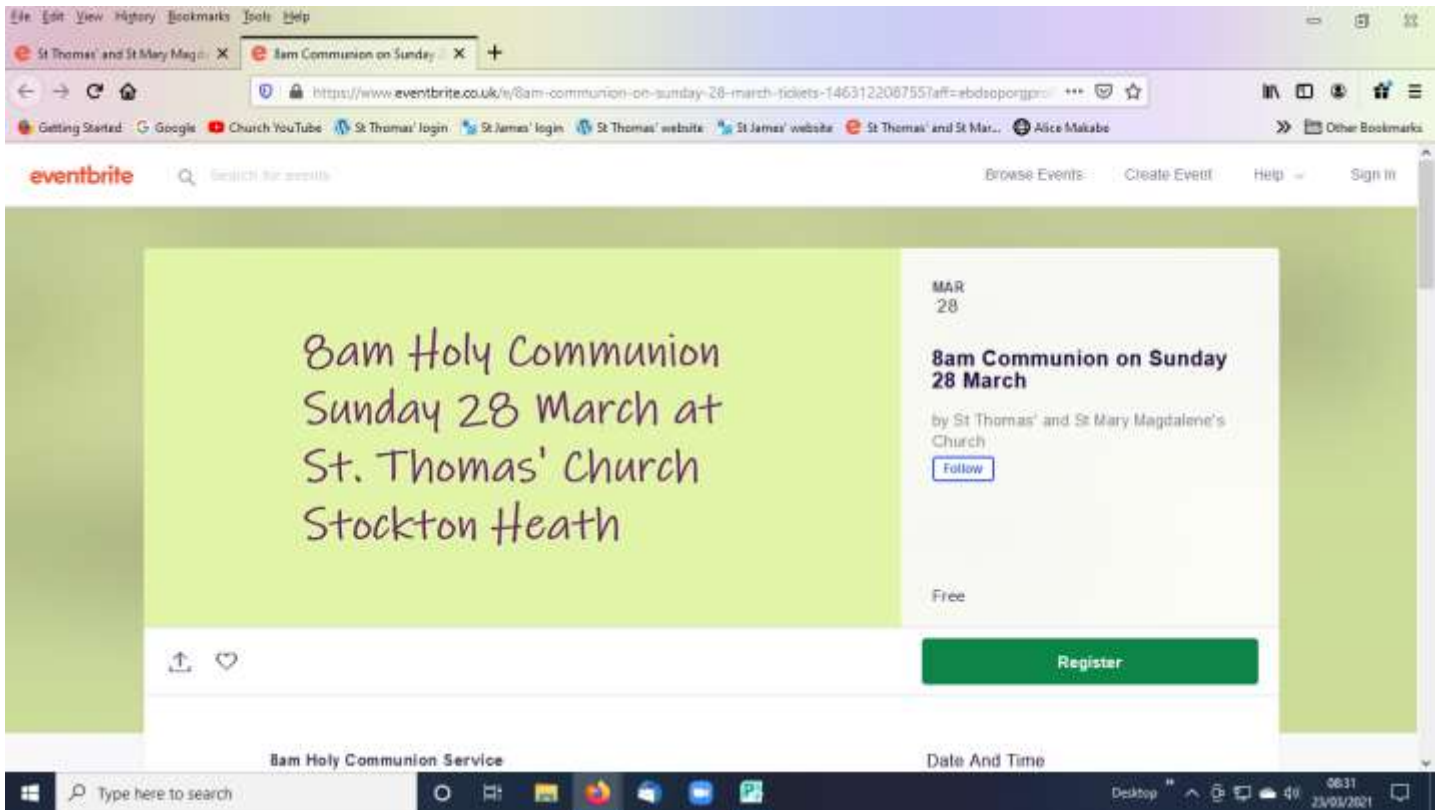 File Edit View History Bookmarks Tools Help
St Thomas' and St Mary Magd
8am Communion on Sunday 2
https://www.eventbrite.co.uk/e/8am-communion-on-sunday-28-march-tickets-146312208755?aff=ebdsoporgpro
Getting Started Google Church YouTube St Thomas' login St James' login St Thomas' website St James' website St Thomas' and St Mar... Alice Makabe Other Bookmarks
eventbrite Search for events Browse Events Create Event Help Sign In
8am Holy Communion
Sunday 28 March at
St. Thomas' Church
Stockton Heath
MAR
28
8am Communion on Sunday
28 March
by St Thomas' and St Mary Magdalene's
Church
Follow
Free
Register
8am Holy Communion Service
Date And Time
Type here to search
Desktop
08:31
23/03/2021